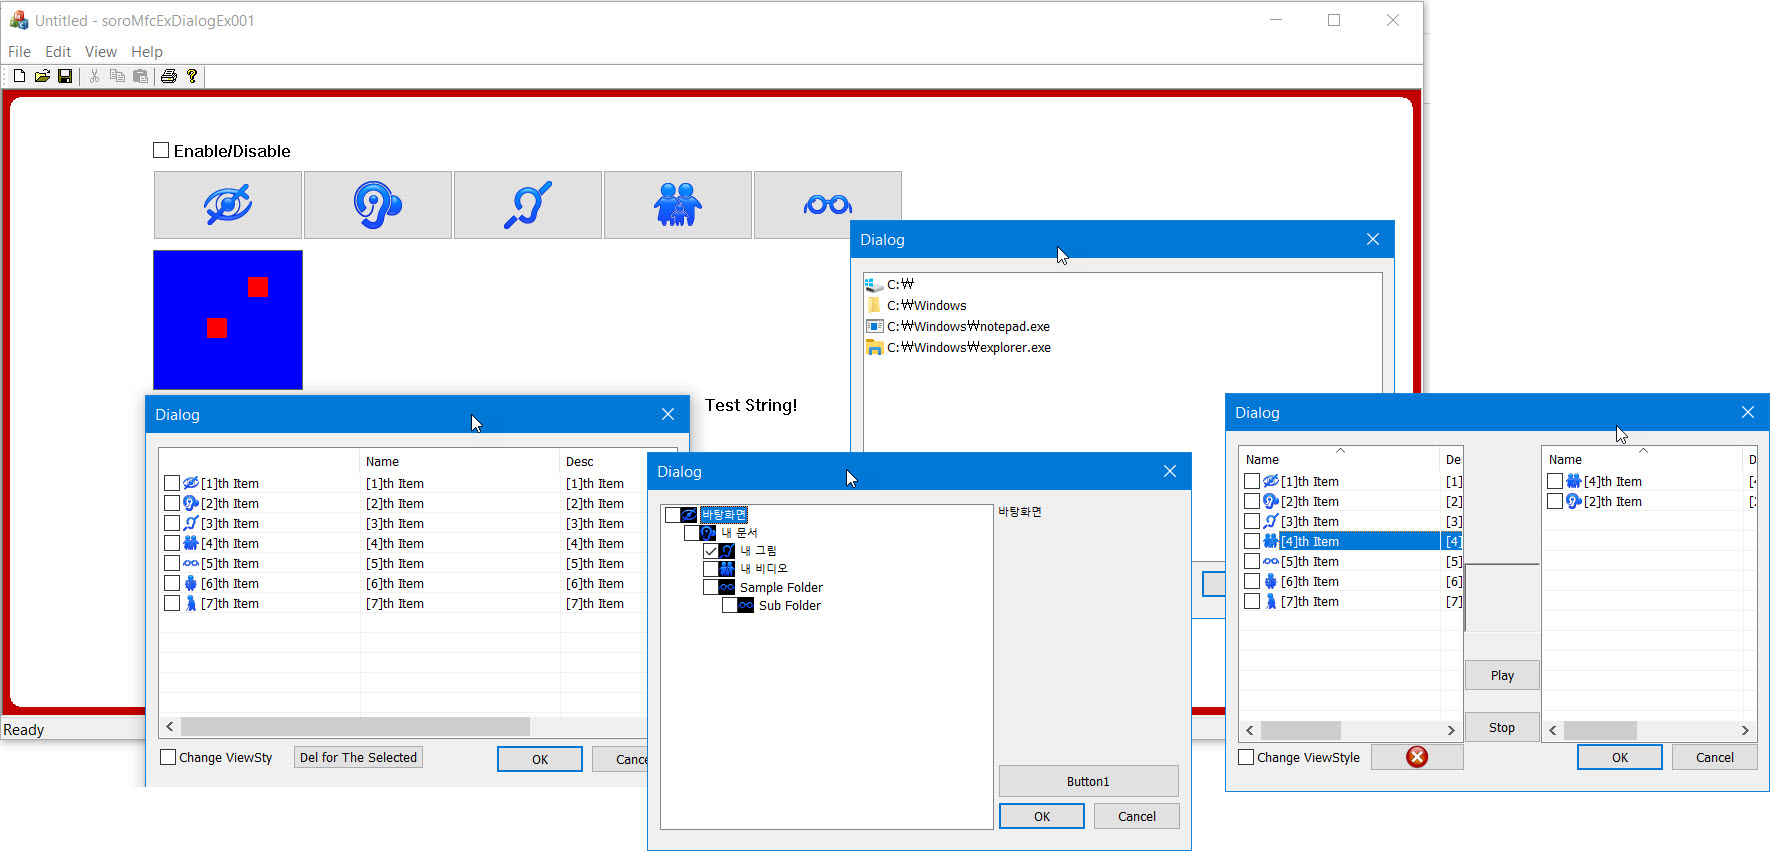 Untitled - soroMfcExDialogEx001
File Edit View Help
Enable/Disable
Test String!
Ready
Dialog
C:₩
C:₩Windows
C:₩Windows₩notepad.exe
C:₩Windows₩explorer.exe
Dialog
Name Desc
[1]th Item [1]th Item [1]th Item
[2]th Item [2]th Item [2]th Item
[3]th Item [3]th Item [3]th Item
[4]th Item [4]th Item [4]th Item
[5]th Item [5]th Item [5]th Item
[6]th Item [6]th Item [6]th Item
[7]th Item [7]th Item [7]th Item
Change ViewSty Del for The Selected OK Cance
Dialog
바탕화면 바탕화면
내 문서
내 그림
내 비디오
Sample Folder
Sub Folder
Button1
OK Cancel
Dialog
Name De
[1]th Item [1]
[2]th Item [2]
[3]th Item [3]
[4]th Item [4]
[5]th Item [5]
[6]th Item [6]
[7]th Item [7]
Play
Stop
Name D
[4]th Item [4
[2]th Item [2
Change ViewStyle OK Cancel